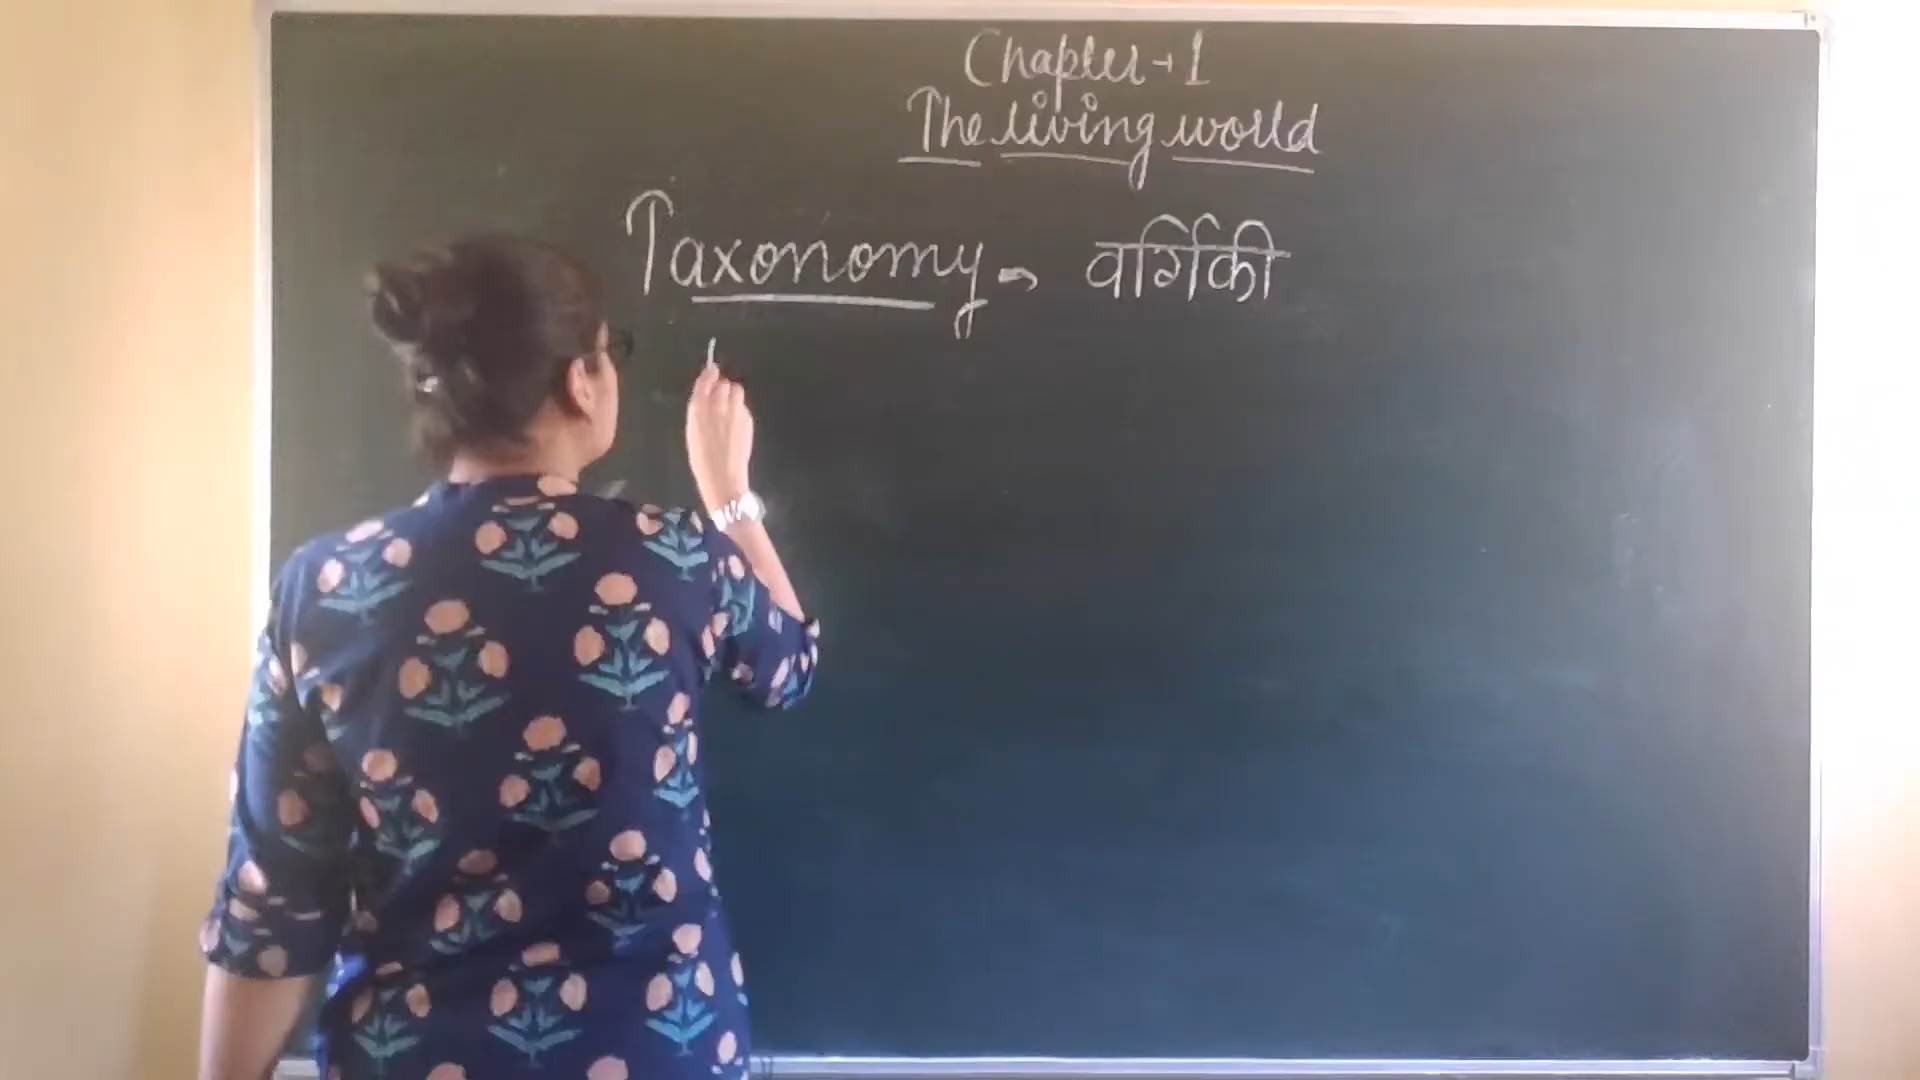 Chapter → 1
The living world
Taxonomy → वर्गिकी